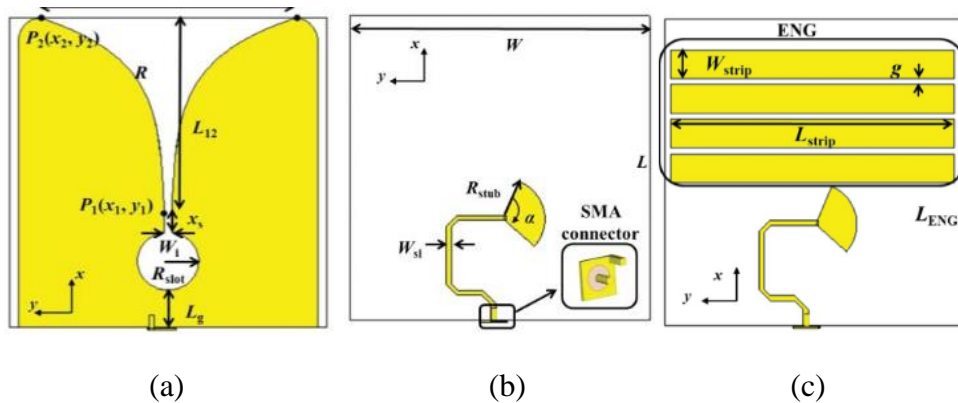 P2(x2, y2)
R
L12
P1(x1, y1)
xs
W1
Rslot
x
y
Lg
(a)
W
x
y
L
Rstub
α
SMA
connector
Wsl
(b)
ENG
Wstrip
g
Lstrip
LENG
x
y
(c)